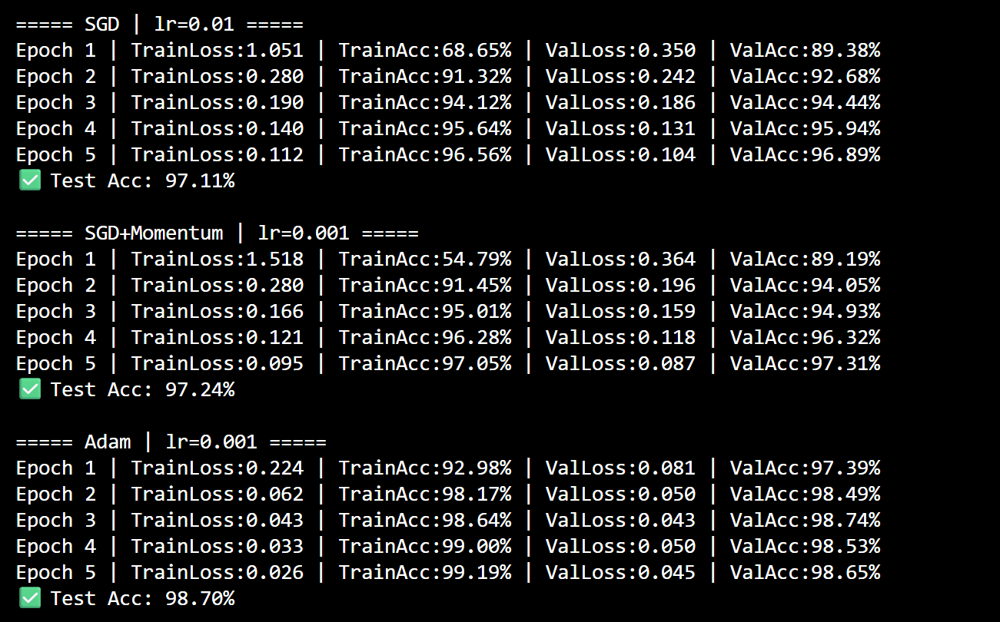 ===== SGD | lr=0.01 =====
Epoch 1 | TrainLoss:1.051 | TrainAcc:68.65% | ValLoss:0.350 | ValAcc:89.38%
Epoch 2 | TrainLoss:0.280 | TrainAcc:91.32% | ValLoss:0.242 | ValAcc:92.68%
Epoch 3 | TrainLoss:0.190 | TrainAcc:94.12% | ValLoss:0.186 | ValAcc:94.44%
Epoch 4 | TrainLoss:0.140 | TrainAcc:95.64% | ValLoss:0.131 | ValAcc:95.94%
Epoch 5 | TrainLoss:0.112 | TrainAcc:96.56% | ValLoss:0.104 | ValAcc:96.89%
✅ Test Acc: 97.11%
===== SGD+Momentum | lr=0.001 =====
Epoch 1 | TrainLoss:1.518 | TrainAcc:54.79% | ValLoss:0.364 | ValAcc:89.19%
Epoch 2 | TrainLoss:0.280 | TrainAcc:91.45% | ValLoss:0.196 | ValAcc:94.05%
Epoch 3 | TrainLoss:0.166 | TrainAcc:95.01% | ValLoss:0.159 | ValAcc:94.93%
Epoch 4 | TrainLoss:0.121 | TrainAcc:96.28% | ValLoss:0.118 | ValAcc:96.32%
Epoch 5 | TrainLoss:0.095 | TrainAcc:97.05% | ValLoss:0.087 | ValAcc:97.31%
✅ Test Acc: 97.24%
===== Adam | lr=0.001 =====
Epoch 1 | TrainLoss:0.224 | TrainAcc:92.98% | ValLoss:0.081 | ValAcc:97.39%
Epoch 2 | TrainLoss:0.062 | TrainAcc:98.17% | ValLoss:0.050 | ValAcc:98.49%
Epoch 3 | TrainLoss:0.043 | TrainAcc:98.64% | ValLoss:0.043 | ValAcc:98.74%
Epoch 4 | TrainLoss:0.033 | TrainAcc:99.00% | ValLoss:0.050 | ValAcc:98.53%
Epoch 5 | TrainLoss:0.026 | TrainAcc:99.19% | ValLoss:0.045 | ValAcc:98.65%
✅ Test Acc: 98.70%